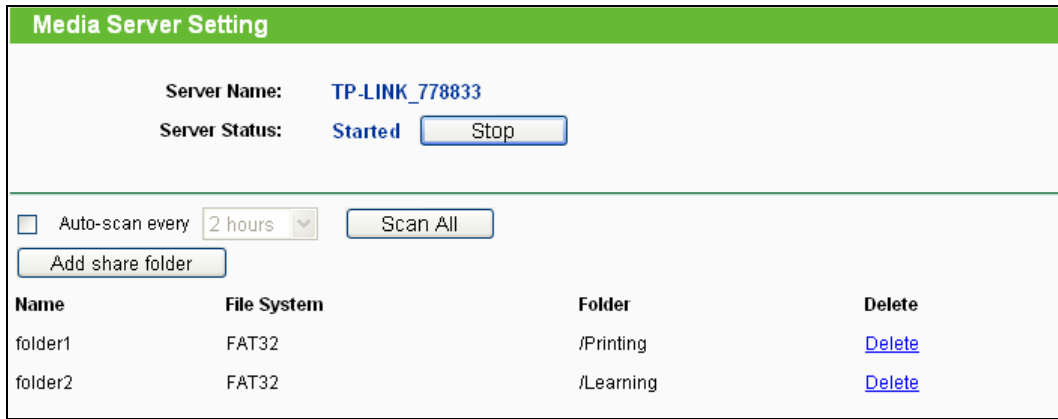 Media Server Setting
Server Name: TP-LINK_778833
Server Status: Started Stop
Auto-scan every 2 hours Scan All
Add share folder
Name File System Folder Delete
folder1 FAT32 /Printing Delete
folder2 FAT32 /Learning Delete